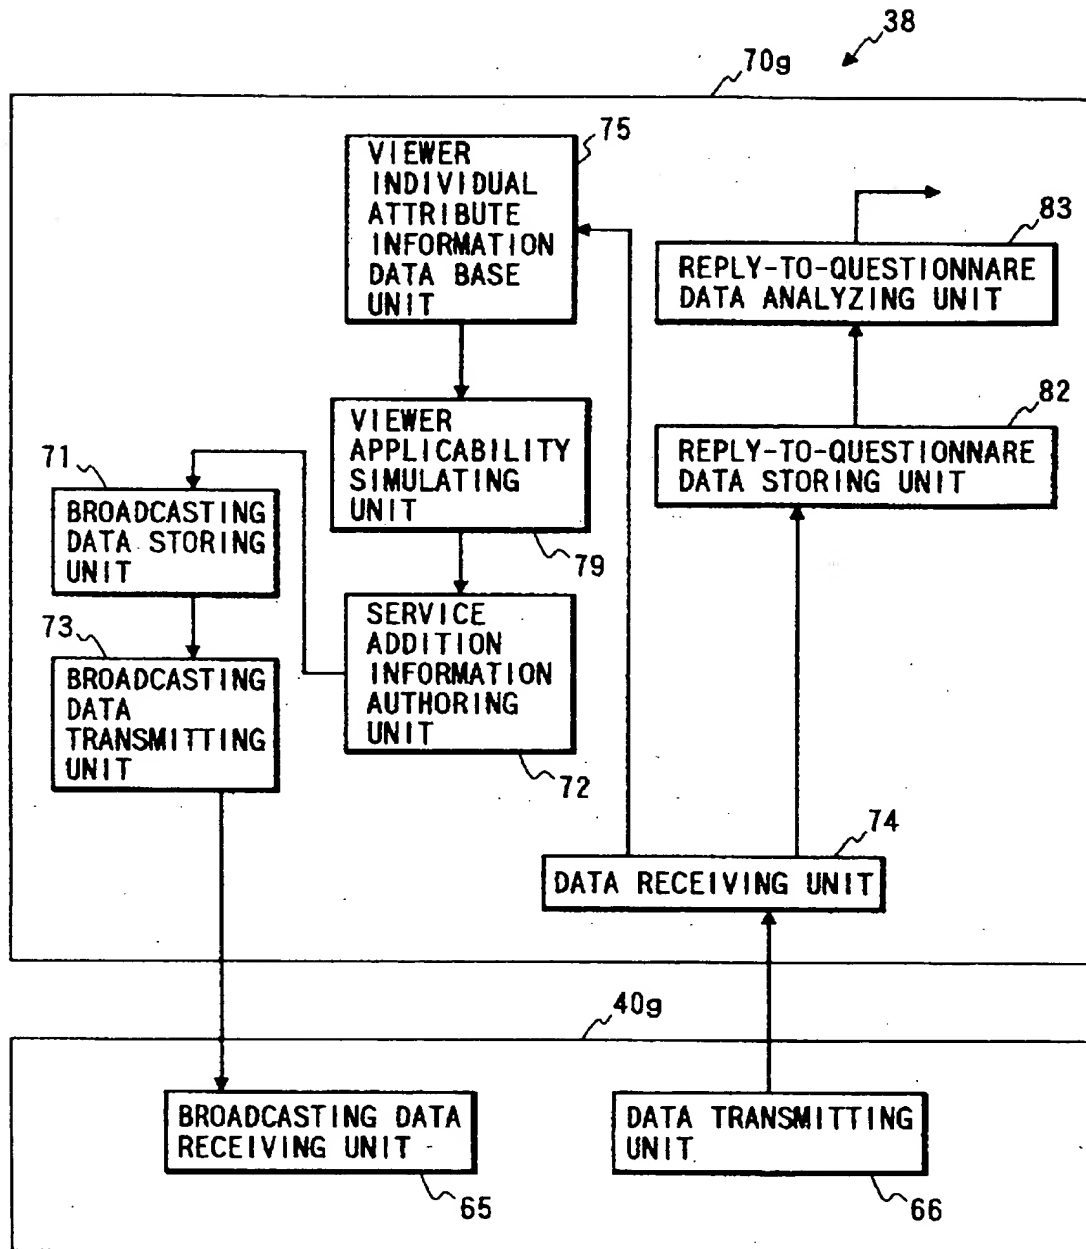 38
70g
75
VIEWER
INDIVIDUAL
ATTRIBUTE
INFORMATION
DATA BASE
UNIT
83
REPLY-TO-QUESTIONNARE
DATA ANALYZING UNIT
82
REPLY-TO-QUESTIONNARE
DATA STORING UNIT
VIEWER
APPLICABILITY
SIMULATING
UNIT
79
71
BROADCASTING
DATA STORING
UNIT
73
BROADCASTING
DATA
TRANSMITTING
UNIT
SERVICE
ADDITION
INFORMATION
AUTHORING
UNIT
72
74
DATA RECEIVING UNIT
40g
BROADCASTING DATA
RECEIVING UNIT
65
DATA TRANSMITTING
UNIT
66